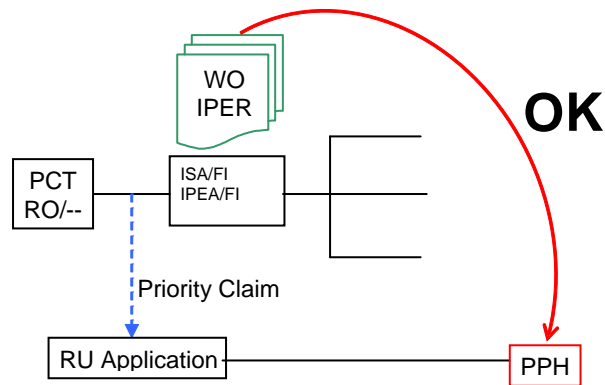 WO
IPER
OK
PCT
RO/--
ISA/FI
IPEA/FI
Priority Claim
RU Application
PPH